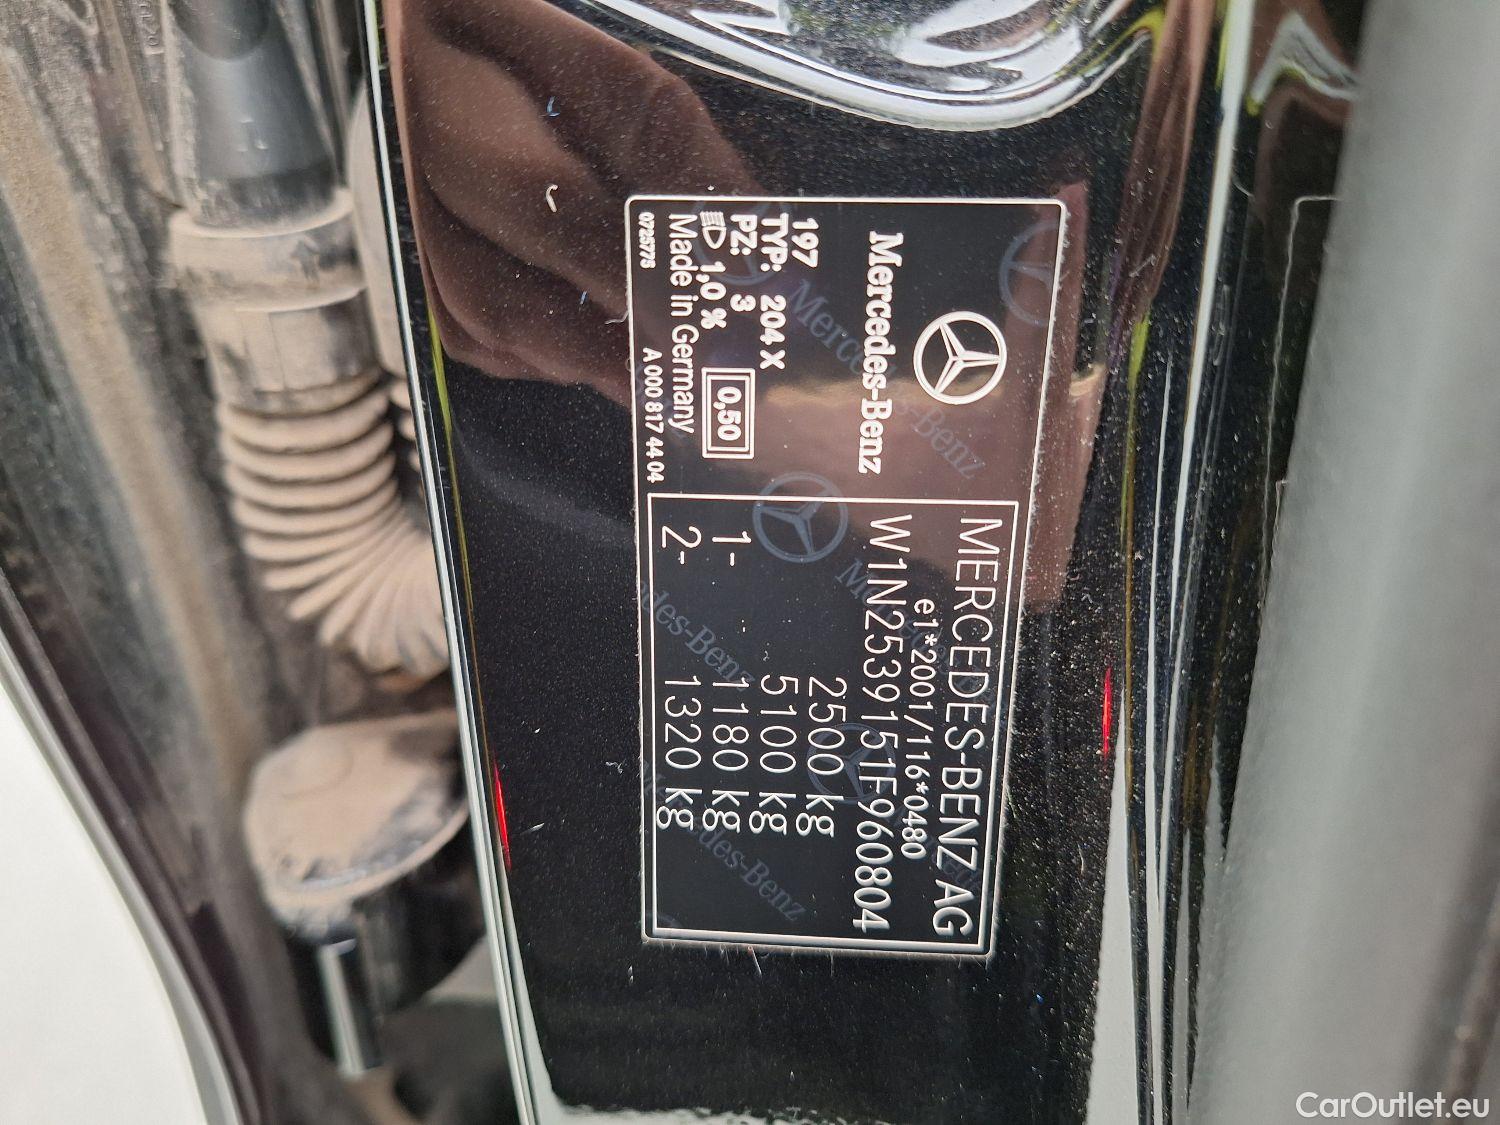 Mercedes-Benz
197
TYP: 204 X
PZ: 3
1,0 %
0,50
Made in Germany
0725773
A 000 817 44 04
MERCEDES-BENZ AG
e1*2001/116*0480
W1N2539151F960804
2500 kg
5100 kg
1- 1180 kg
2- 1320 kg
CarOutlet.eu